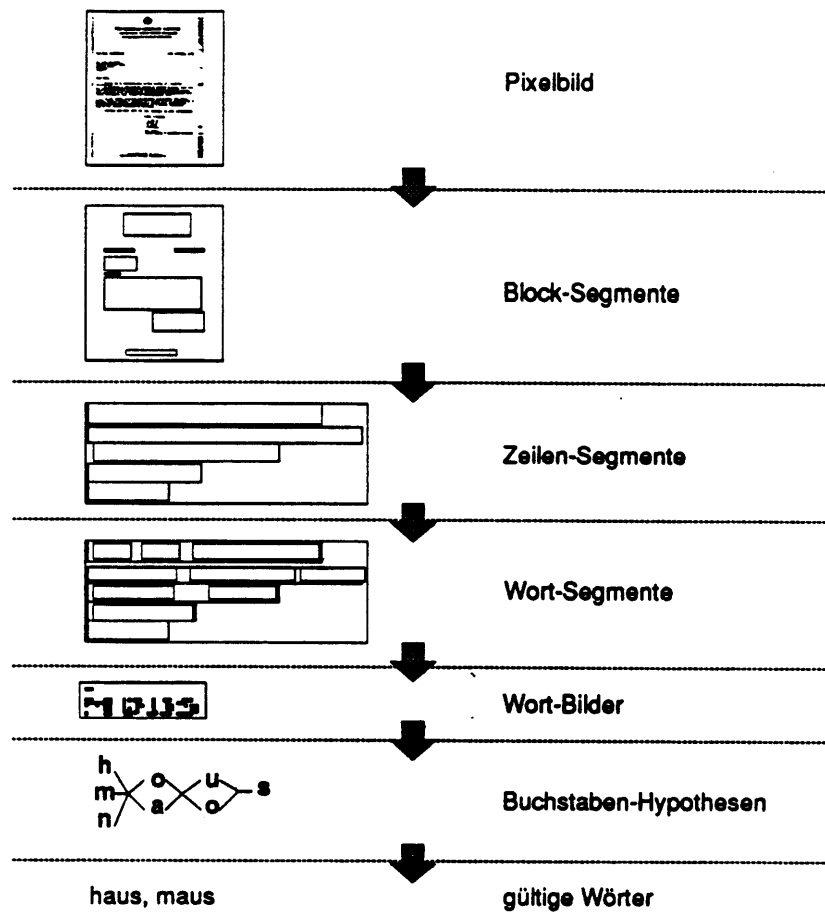 Pixelbild
Block-Segmente
Zeilen-Segmente
Wort-Segmente
Wort-Bilder
h
o u
m s
a o
n
Buchstaben-Hypothesen
haus, maus gültige Wörter